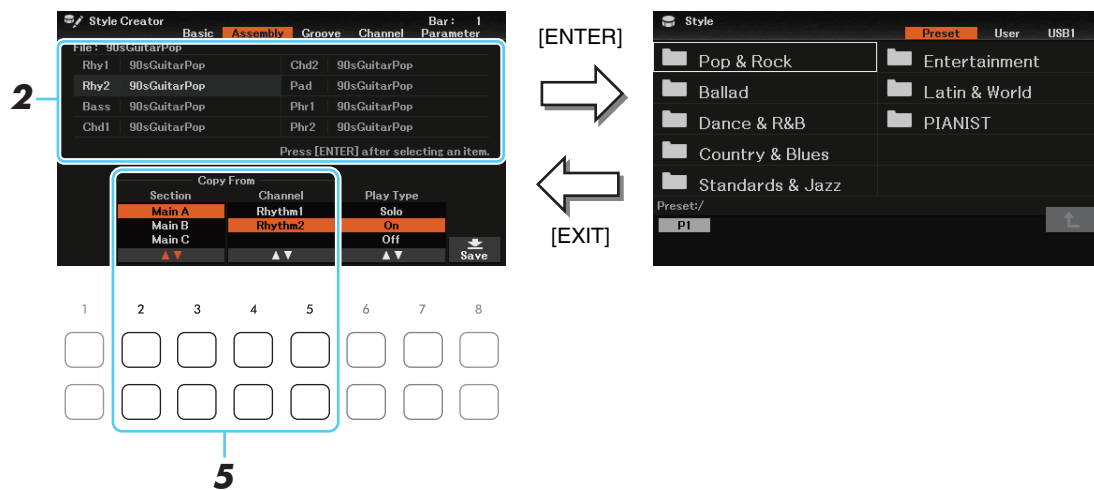 Style Creator Bar : 1
Basic Assembly Groove Channel Parameter
File : 90sGuitarPop
Rhy1 90sGuitarPop Chd2 90sGuitarPop
Rhy2 90sGuitarPop Pad 90sGuitarPop
Bass 90sGuitarPop Phr1 90sGuitarPop
Chd1 90sGuitarPop Phr2 90sGuitarPop
Press [ENTER] after selecting an item.
Copy From
Section Channel Play Type
Main A Rhythm1 Solo
Main B Rhythm2 On
Main C Off
Save
2
1 2 3 4 5 6 7 8
5
[ENTER]
[EXIT]
Style
Preset User USB1
Pop & Rock Entertainment
Ballad Latin & World
Dance & R&B PIANIST
Country & Blues
Standards & Jazz
Preset:/
P1